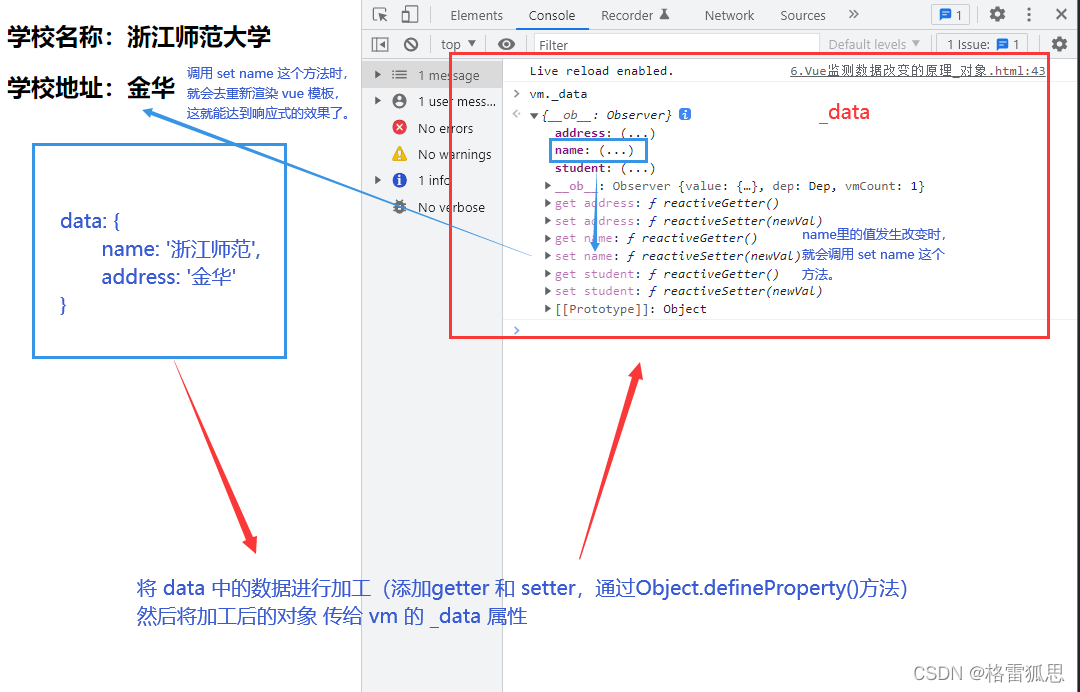 学校名称：浙江师范大学
学校地址：金华
调用 set name 这个方法时，
就会去重新渲染 vue 模板，
这就能达到响应式的效果了。
data: {
name: '浙江师范',
address: '金华'
}
Elements Console Recorder Network Sources » 1
top Filter Default levels 1 Issue: 1
1 message
1 user mess...
No errors
No warnings
1 info
No verbose
Live reload enabled. 6.Vue监测数据改变的原理_对象.html:43
> vm._data
_data
{__ob__: Observer}
address: (...)
name: (...)
student: (...)
__ob__: Observer {value: {…}, dep: Dep, vmCount: 1}
get address: ƒ reactiveGetter()
set address: ƒ reactiveSetter(newVal)
get name: ƒ reactiveGetter()
set name: ƒ reactiveSetter(newVal)
get student: ƒ reactiveGetter()
set student: ƒ reactiveSetter(newVal)
[[Prototype]]: Object
>
name里的值发生改变时，
就会调用 set name 这个
方法。
将 data 中的数据进行加工（添加getter 和 setter，通过Object.defineProperty()方法）
然后将加工后的对象 传给 vm 的 _data 属性
CSDN @格雷狐思